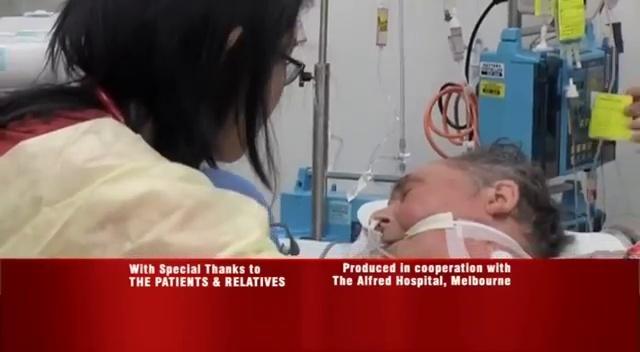 With Special Thanks to
THE PATIENTS & RELATIVES
Produced in cooperation with
The Alfred Hospital, Melbourne